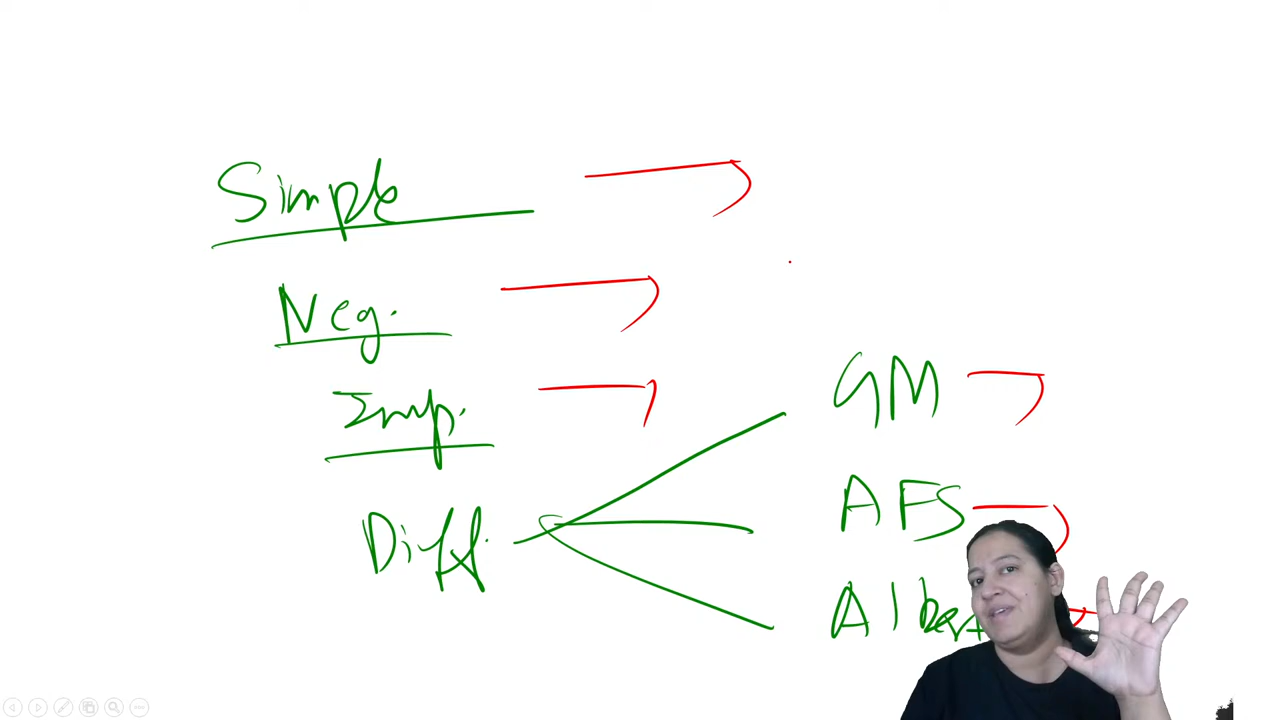 Simple
Neg.
Imp.
Diff.
GM
AFS
Albert